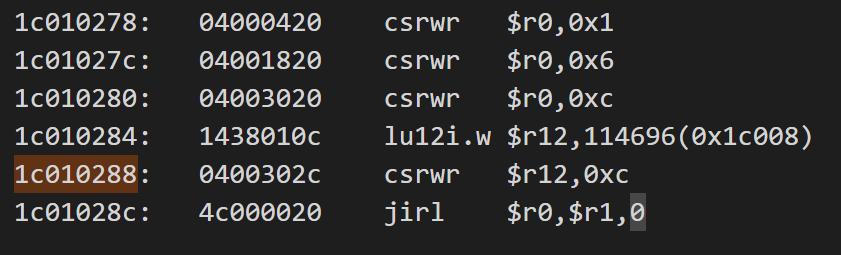 1c010278:   04000420    csrwr   $r0,0x1
1c01027c:   04001820    csrwr   $r0,0x6
1c010280:   04003020    csrwr   $r0,0xc
1c010284:   1438010c    lu12i.w $r12,114696(0x1c008)
1c010288:   0400302c    csrwr   $r12,0xc
1c01028c:   4c000020    jirl    $r0,$r1,0